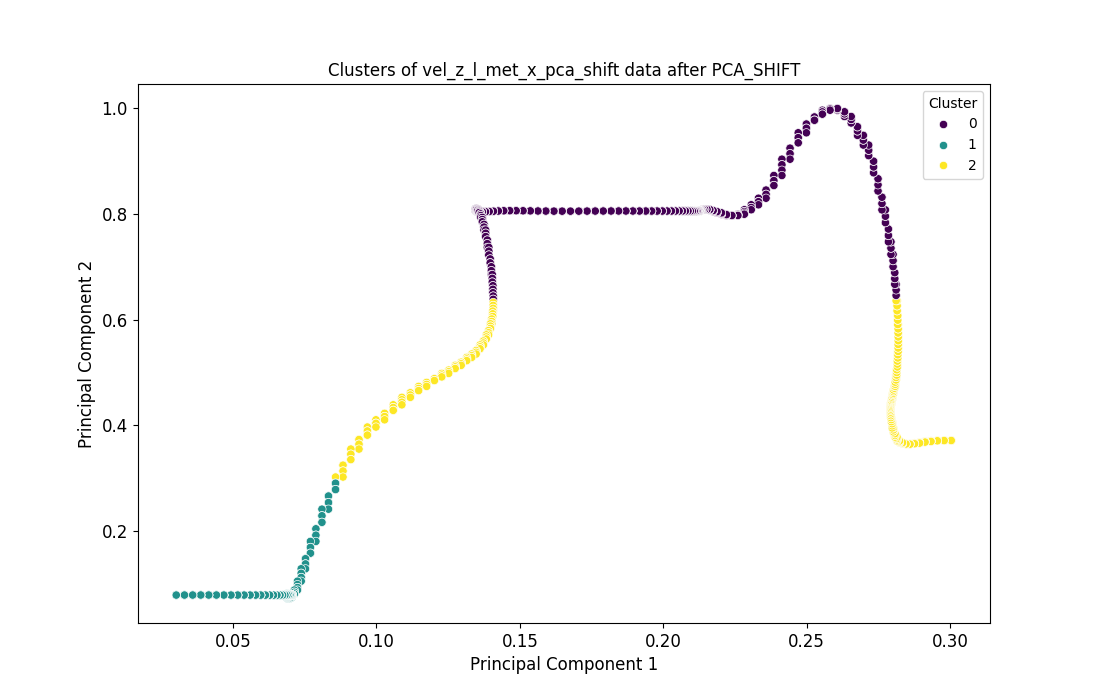 Clusters of vel_z_l_met_x_pca_shift data after PCA_SHIFT
Cluster
0
1
2
Principal Component 2
1.0
0.8
0.6
0.4
0.2
0.05 0.10 0.15 0.20 0.25 0.30
Principal Component 1